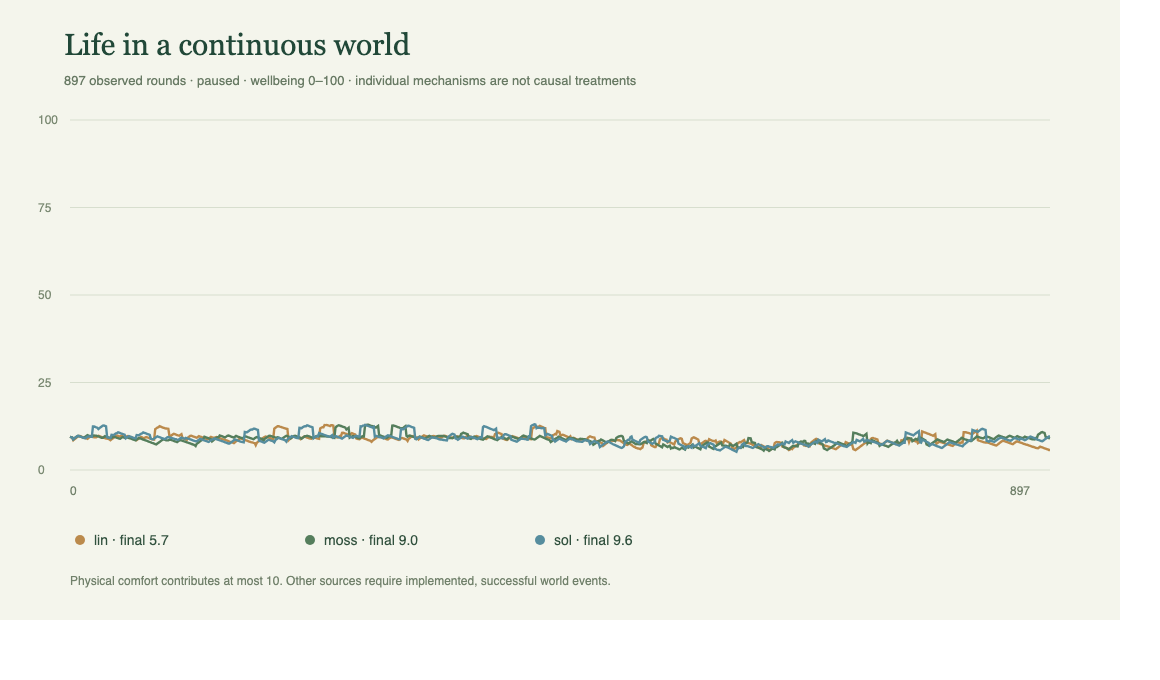 Life in a continuous world
897 observed rounds · paused · wellbeing 0–100 · individual mechanisms are not causal treatments
100
75
50
25
0
0 897
lin · final 5.7 moss · final 9.0 sol · final 9.6
Physical comfort contributes at most 10. Other sources require implemented, successful world events.